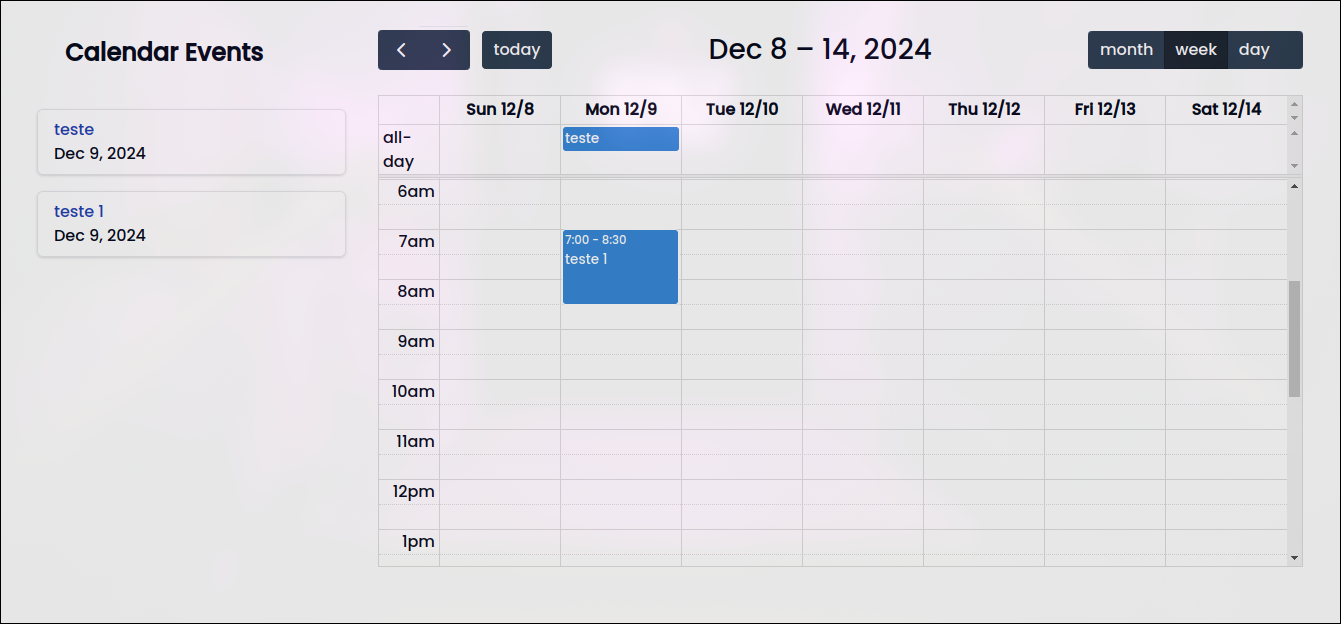 Calendar Events
teste
Dec 9, 2024
teste 1
Dec 9, 2024
today
Dec 8 – 14, 2024
month week day
Sun 12/8 Mon 12/9 Tue 12/10 Wed 12/11 Thu 12/12 Fri 12/13 Sat 12/14
all-
day
teste
6am
7am
7:00 - 8:30
teste 1
8am
9am
10am
11am
12pm
1pm